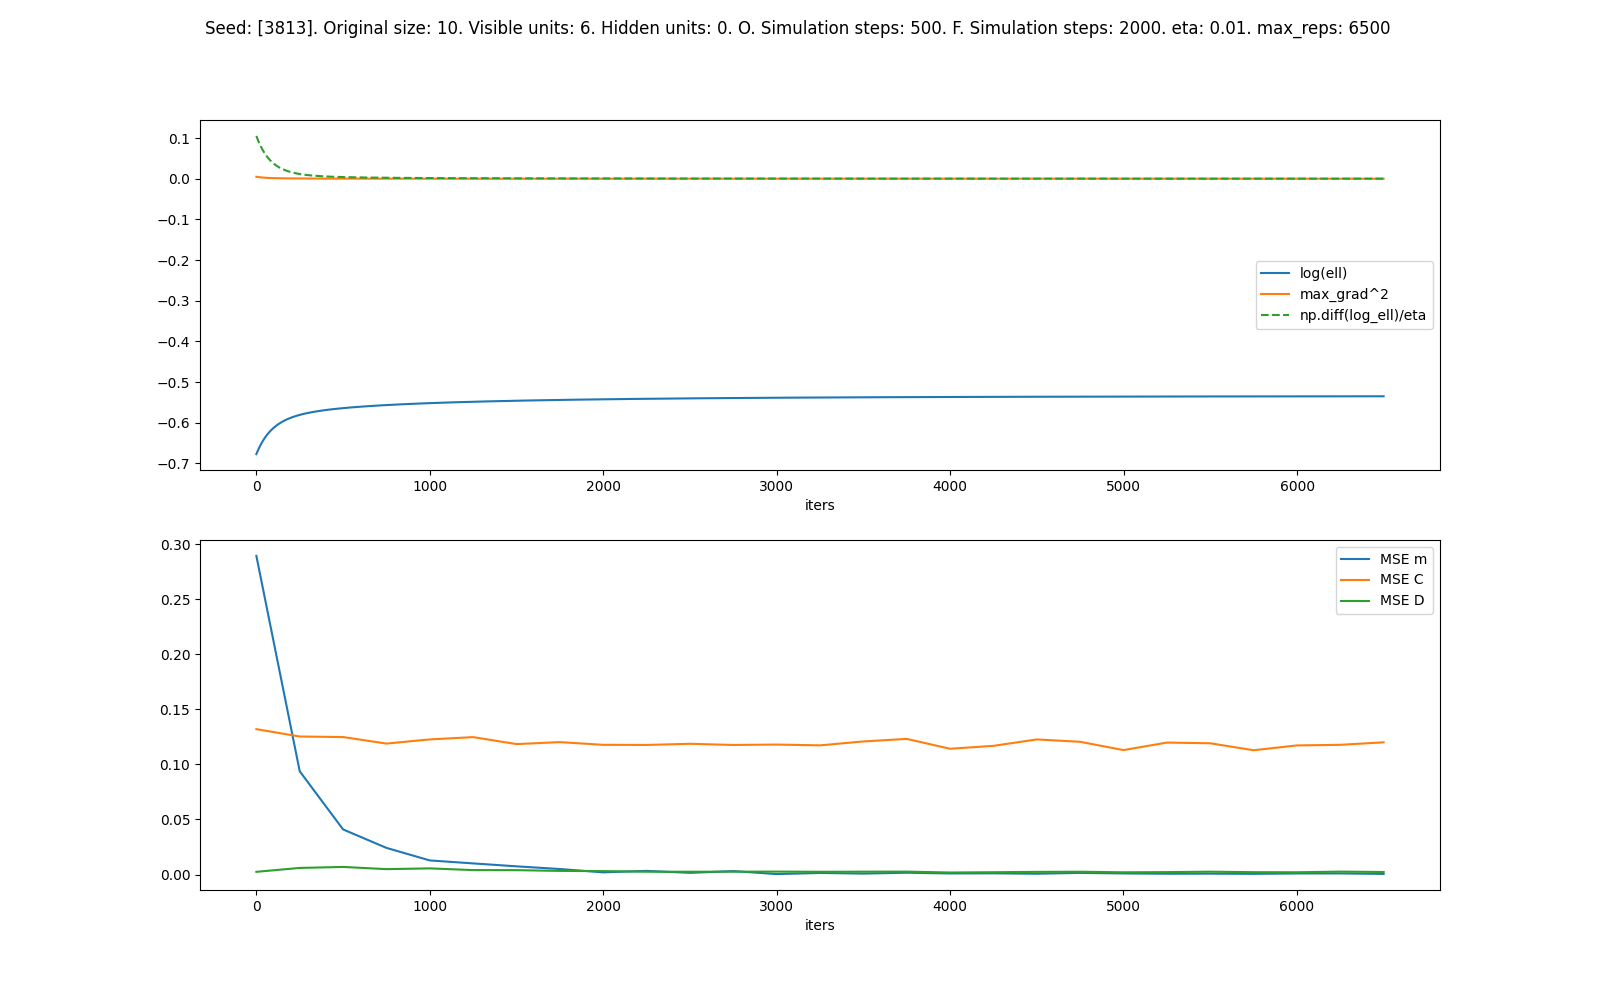 Seed: [3813]. Original size: 10. Visible units: 6. Hidden units: 0. O. Simulation steps: 500. F. Simulation steps: 2000. eta: 0.01. max_reps: 6500
0.1
0.0
−0.1
−0.2
−0.3
−0.4
−0.5
−0.6
−0.7
log(ell)
max_grad^2
np.diff(log_ell)/eta
0 1000 2000 3000 4000 5000 6000
iters
0.30
0.25
0.20
0.15
0.10
0.05
0.00
MSE m
MSE C
MSE D
0 1000 2000 3000 4000 5000 6000
iters